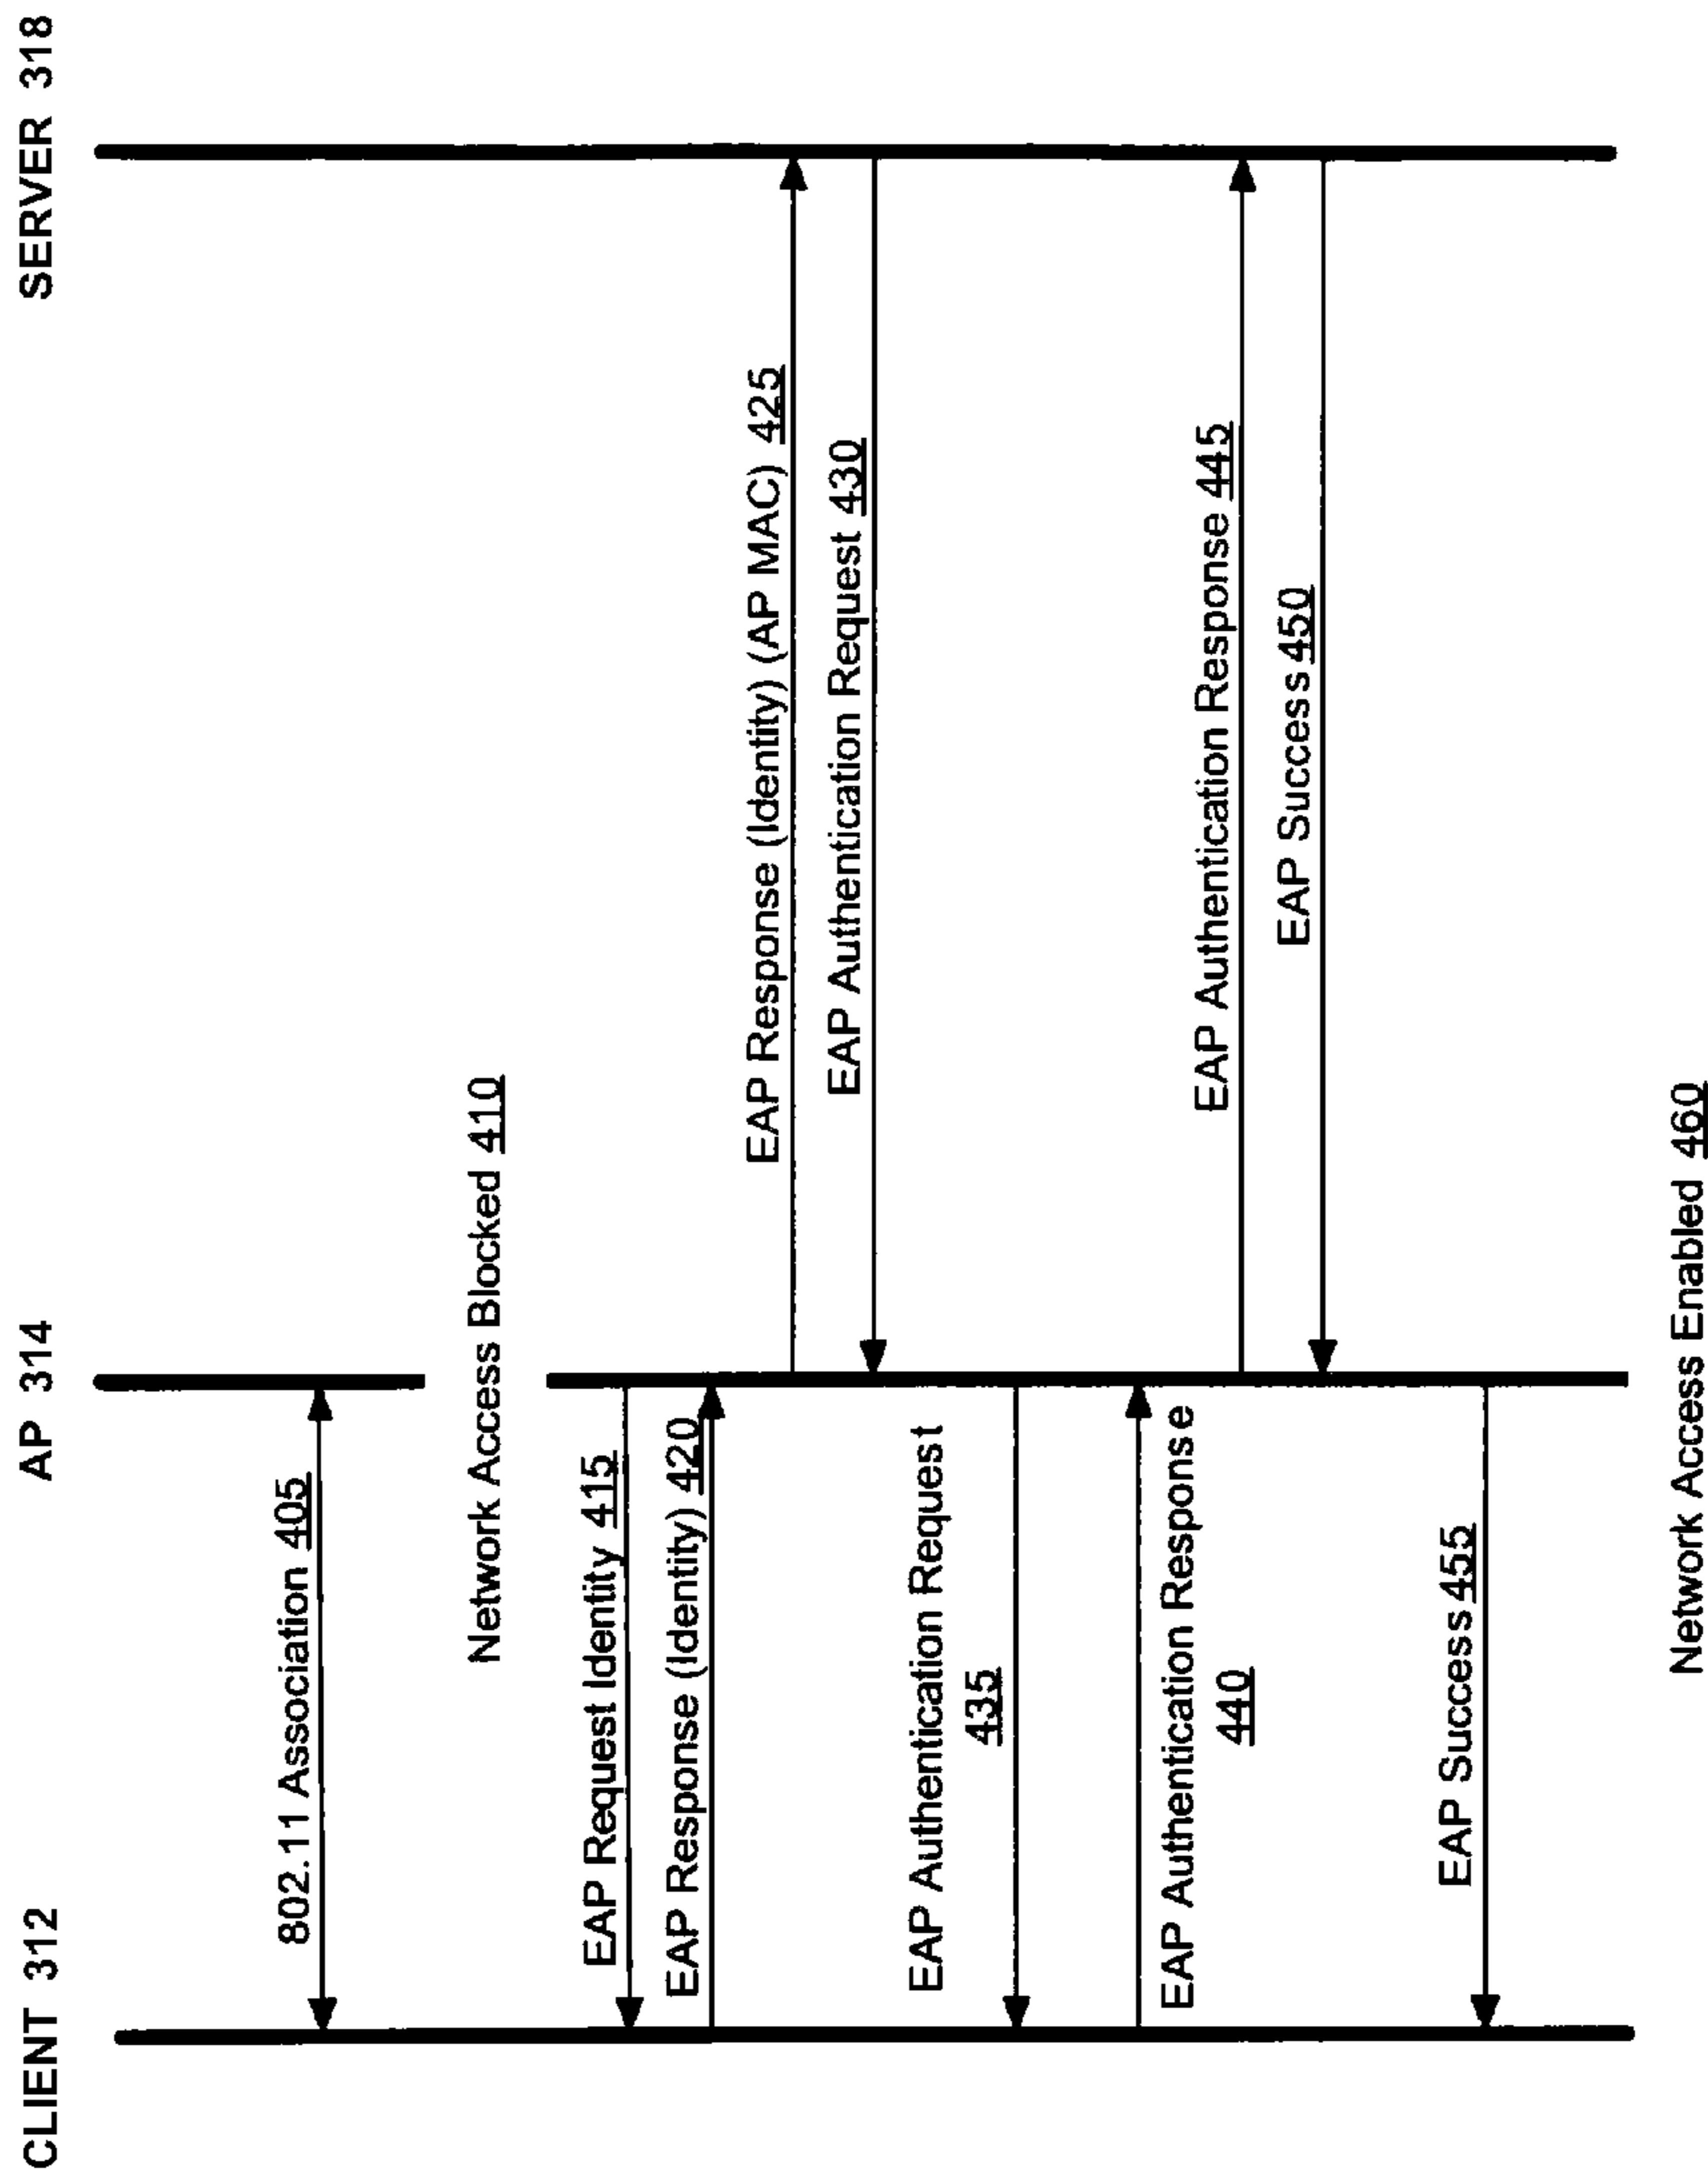 CLIENT 312
AP 314
SERVER 318
802.11 Association 405
Network Access Blocked 410
EAP Request Identity 415
EAP Response (Identity) 420
EAP Response (Identity) (AP MAC) 425
EAP Authentication Request 430
EAP Authentication Request
435
EAP Authentication Response
440
EAP Authentication Response 445
EAP Success 450
EAP Success 455
Network Access Enabled 460